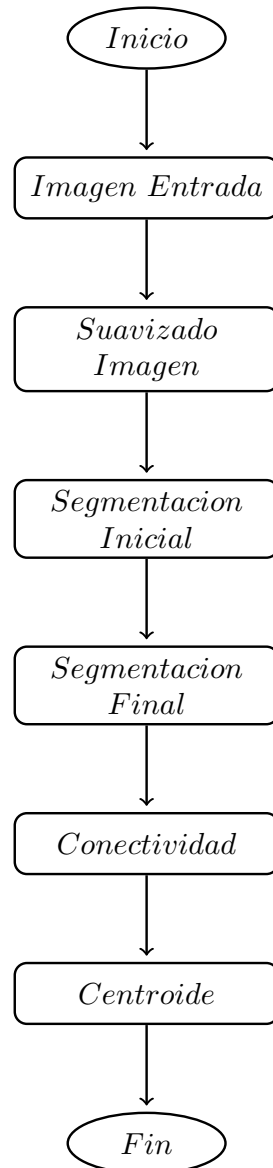 Inicio
Imagen Entrada
Suavizado
Imagen
Segmentacion
Inicial
Segmentacion
Final
Conectividad
Centroide
Fin